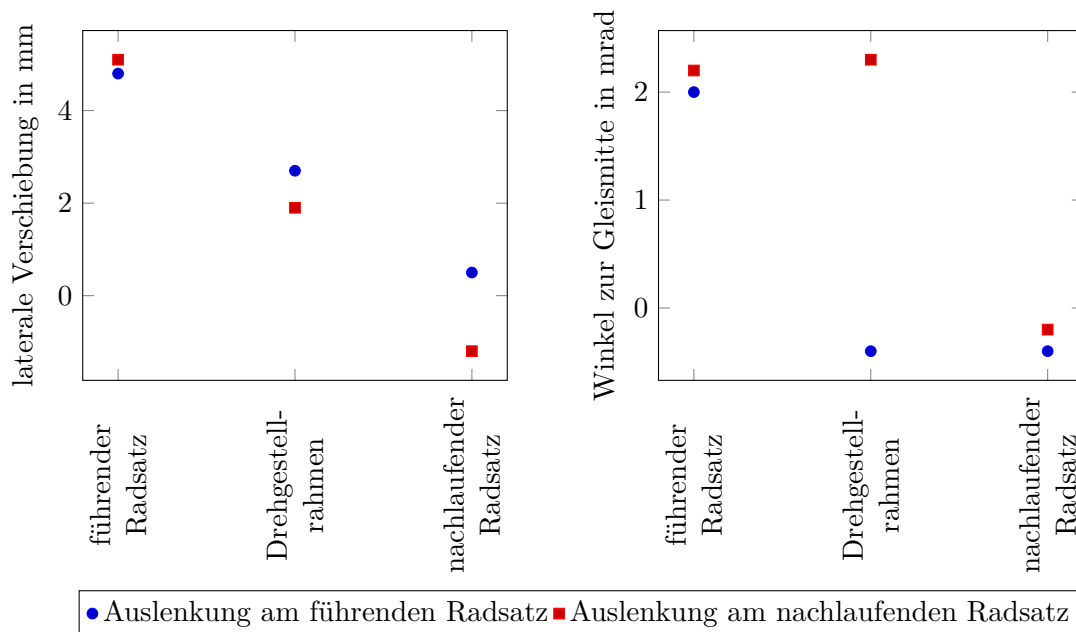 laterale Verschiebung in mm
4
2
0
führender
Radsatz
Drehgestell-
rahmen
nachlaufender
Radsatz
Winkel zur Gleismitte in mrad
2
1
0
führender
Radsatz
Drehgestell-
rahmen
nachlaufender
Radsatz
Auslenkung am führenden Radsatz Auslenkung am nachlaufenden Radsatz